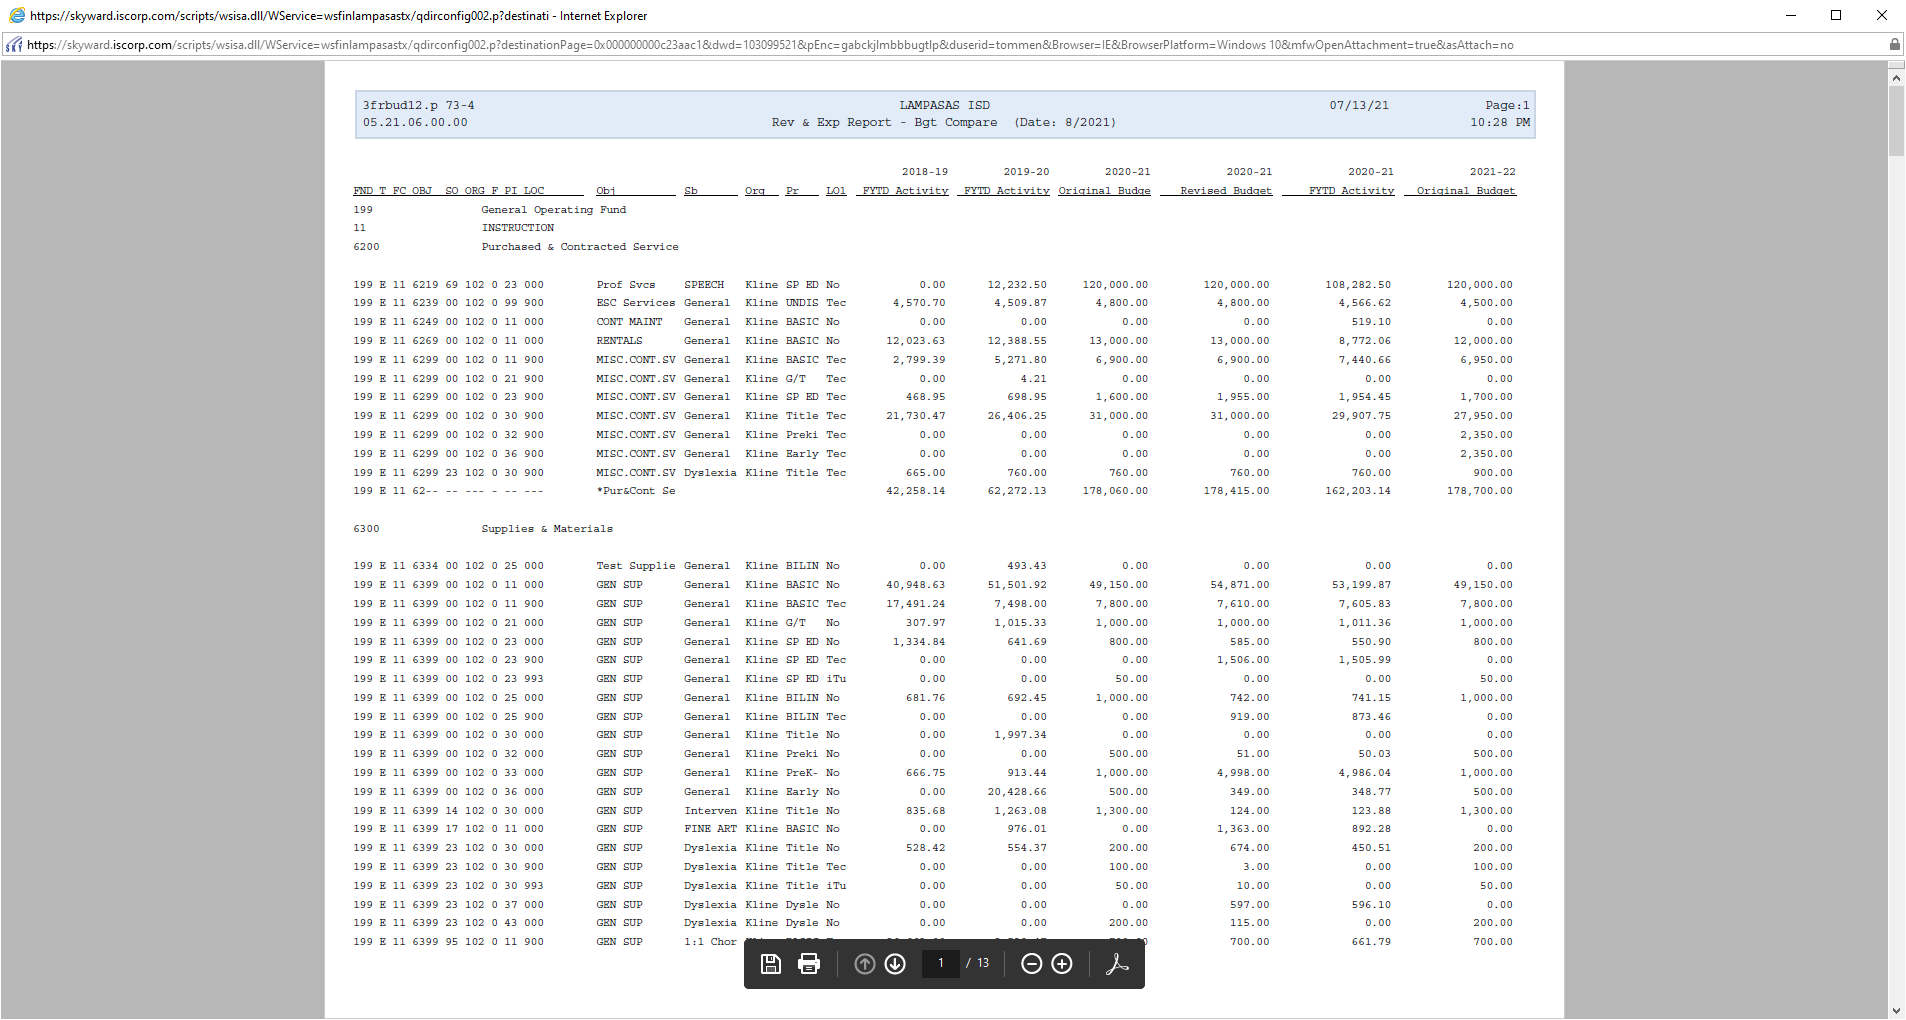 https://skyward.iscorp.com/scripts/wsisa.dll/WService=wsfinlampasastx/qdirconfig002.p?destinati - Internet Explorer
https://skyward.iscorp.com/scripts/wsisa.dll/WService=wsfinlampasastx/qdirconfig002.p?destinationPage=0x000000000c23aac1&dwd=103099521&pEnc=gabckjlmbbbugtlp&duserid=tommen&Browser=IE&BrowserPlatform=Windows 10&mfwOpenAttachment=true&asAttach=no
3frbud12.p 73-4 LAMPASAS ISD 07/13/21 Page:1
05.21.06.00.00 Rev & Exp Report - Bgt Compare (Date: 8/2021) 10:28 PM
2018-19 2019-20 2020-21 2020-21 2020-21 2021-22
FND T FC OBJ SO ORG F PI LOC Obj Sb Org Pr LO1 FYTD Activity FYTD Activity Original Budge Revised Budget FYTD Activity Original Budget
199 General Operating Fund
11 INSTRUCTION
6200 Purchased & Contracted Service
199 E 11 6219 69 102 0 23 000 Prof Svcs SPEECH Kline SP ED No 0.00 12,232.50 120,000.00 120,000.00 108,282.50 120,000.00
199 E 11 6239 00 102 0 99 900 ESC Services General Kline UNDIS Tec 4,570.70 4,509.87 4,800.00 4,800.00 4,566.62 4,500.00
199 E 11 6249 00 102 0 11 000 CONT MAINT General Kline BASIC No 0.00 0.00 0.00 0.00 519.10 0.00
199 E 11 6269 00 102 0 11 000 RENTALS General Kline BASIC No 12,023.63 12,388.55 13,000.00 13,000.00 8,772.06 12,000.00
199 E 11 6299 00 102 0 11 900 MISC.CONT.SV General Kline BASIC Tec 2,799.39 5,271.80 6,900.00 6,900.00 7,440.66 6,950.00
199 E 11 6299 00 102 0 21 900 MISC.CONT.SV General Kline G/T Tec 0.00 4.21 0.00 0.00 0.00 0.00
199 E 11 6299 00 102 0 23 900 MISC.CONT.SV General Kline SP ED Tec 468.95 698.95 1,600.00 1,955.00 1,954.45 1,700.00
199 E 11 6299 00 102 0 30 900 MISC.CONT.SV General Kline Title Tec 21,730.47 26,406.25 31,000.00 31,000.00 29,907.75 27,950.00
199 E 11 6299 00 102 0 32 900 MISC.CONT.SV General Kline Preki Tec 0.00 0.00 0.00 0.00 0.00 2,350.00
199 E 11 6299 00 102 0 36 900 MISC.CONT.SV General Kline Early Tec 0.00 0.00 0.00 0.00 0.00 2,350.00
199 E 11 6299 23 102 0 30 900 MISC.CONT.SV Dyslexia Kline Title Tec 665.00 760.00 760.00 760.00 760.00 900.00
199 E 11 62-- -- --- - -- --- *Pur&Cont Se 42,258.14 62,272.13 178,060.00 178,415.00 162,203.14 178,700.00
6300 Supplies & Materials
199 E 11 6334 00 102 0 25 000 Test Supplie General Kline BILIN No 0.00 493.43 0.00 0.00 0.00 0.00
199 E 11 6399 00 102 0 11 000 GEN SUP General Kline BASIC No 40,948.63 51,501.92 49,150.00 54,871.00 53,199.87 49,150.00
199 E 11 6399 00 102 0 11 900 GEN SUP General Kline BASIC Tec 17,491.24 7,498.00 7,800.00 7,610.00 7,605.83 7,800.00
199 E 11 6399 00 102 0 21 000 GEN SUP General Kline G/T No 307.97 1,015.33 1,000.00 1,000.00 1,011.36 1,000.00
199 E 11 6399 00 102 0 23 000 GEN SUP General Kline SP ED No 1,334.84 641.69 800.00 585.00 550.90 800.00
199 E 11 6399 00 102 0 23 900 GEN SUP General Kline SP ED Tec 0.00 0.00 0.00 1,506.00 1,505.99 0.00
199 E 11 6399 00 102 0 23 993 GEN SUP General Kline SP ED iTu 0.00 0.00 50.00 0.00 0.00 50.00
199 E 11 6399 00 102 0 25 000 GEN SUP General Kline BILIN No 681.76 692.45 1,000.00 742.00 741.15 1,000.00
199 E 11 6399 00 102 0 25 900 GEN SUP General Kline BILIN Tec 0.00 0.00 0.00 919.00 873.46 0.00
199 E 11 6399 00 102 0 30 000 GEN SUP General Kline Title No 0.00 1,997.34 0.00 0.00 0.00 0.00
199 E 11 6399 00 102 0 32 000 GEN SUP General Kline Preki No 0.00 0.00 500.00 51.00 50.03 500.00
199 E 11 6399 00 102 0 33 000 GEN SUP General Kline PreK- No 666.75 913.44 1,000.00 4,998.00 4,986.04 1,000.00
199 E 11 6399 00 102 0 36 000 GEN SUP General Kline Early No 0.00 20,428.66 500.00 349.00 348.77 500.00
199 E 11 6399 14 102 0 30 000 GEN SUP Interven Kline Title No 835.68 1,263.08 1,300.00 124.00 123.88 1,300.00
199 E 11 6399 17 102 0 11 000 GEN SUP FINE ART Kline BASIC No 0.00 976.01 0.00 1,363.00 892.28 0.00
199 E 11 6399 23 102 0 30 000 GEN SUP Dyslexia Kline Title No 528.42 554.37 200.00 674.00 450.51 200.00
199 E 11 6399 23 102 0 30 900 GEN SUP Dyslexia Kline Title Tec 0.00 0.00 100.00 3.00 0.00 100.00
199 E 11 6399 23 102 0 30 993 GEN SUP Dyslexia Kline Title iTu 0.00 0.00 50.00 10.00 0.00 50.00
199 E 11 6399 23 102 0 37 000 GEN SUP Dyslexia Kline Dysle No 0.00 0.00 0.00 597.00 596.10 0.00
199 E 11 6399 23 102 0 43 000 GEN SUP Dyslexia Kline Dysle No 0.00 0.00 200.00 115.00 0.00 200.00
199 E 11 6399 95 102 0 11 900 GEN SUP 1:1 Chor 700.00 661.79 700.00
1 / 13